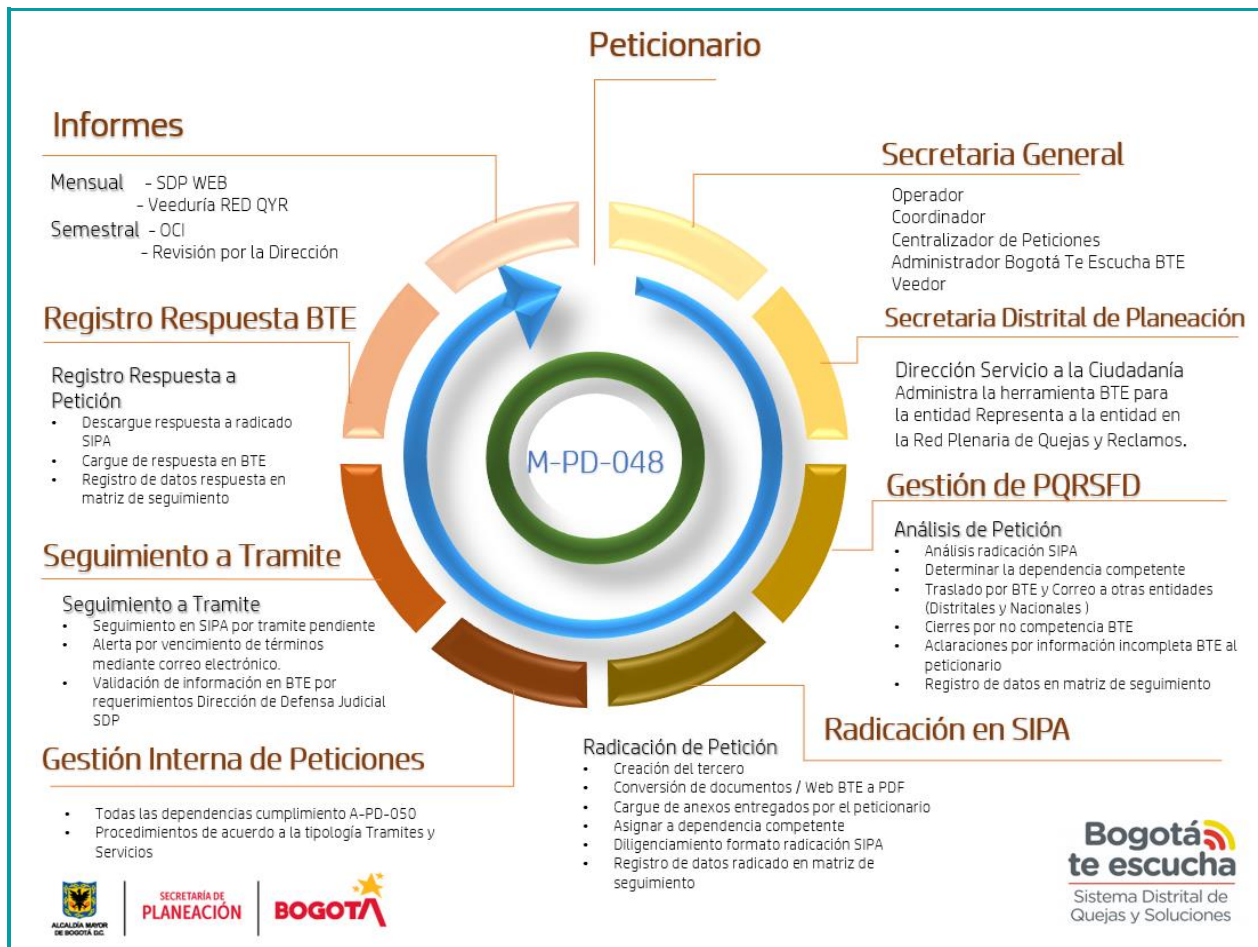 Peticionario
Secretaria General
Operador
Coordinador
Centralizador de Peticiones
Administrador Bogotá Te Escucha BTE
Veedor
Secretaria Distrital de Planeación
Dirección Servicio a la Ciudadanía
Administra la herramienta BTE para
la entidad Representa a la entidad en
la Red Plenaria de Quejas y Reclamos.
Gestión de PQRSFD
Análisis de Petición
• Análisis radicación SIPA
• Determinar la dependencia competente
• Traslado por BTE y Correo a otras entidades
(Distritales y Nacionales )
• Cierres por no competencia BTE
• Aclaraciones por información incompleta BTE al
peticionario
• Registro de datos en matriz de seguimiento
Radicación en SIPA
Radicación de Petición
• Creación del tercero
• Conversión de documentos / Web BTE a PDF
• Cargue de anexos entregados por el peticionario
• Asignar a dependencia competente
• Diligenciamiento formato radicación SIPA
• Registro de datos radicado en matriz de
seguimiento
Gestión Interna de Peticiones
• Todas las dependencias cumplimiento A-PD-050
• Procedimientos de acuerdo a la tipología Tramites y
Servicios
Seguimiento a Tramite
Seguimiento a Tramite
• Seguimiento en SIPA por tramite pendiente
• Alerta por vencimiento de términos
mediante correo electrónico.
• Validación de información en BTE por
requerimientos Dirección de Defensa Judicial
SDP
Registro Respuesta BTE
Registro Respuesta a
Petición
• Descargue respuesta a radicado
SIPA
• Cargue de respuesta en BTE
• Registro de datos respuesta en
matriz de seguimiento
Informes
Mensual - SDP WEB
- Veeduría RED QYR
Semestral - OCI
- Revisión por la Dirección
M-PD-048
ALCALDÍA MAYOR
DE BOGOTÁ D.C.
SECRETARÍA DE
PLANEACIÓN
BOGOTÁ
Bogotá
te escucha
Sistema Distrital de
Quejas y Soluciones